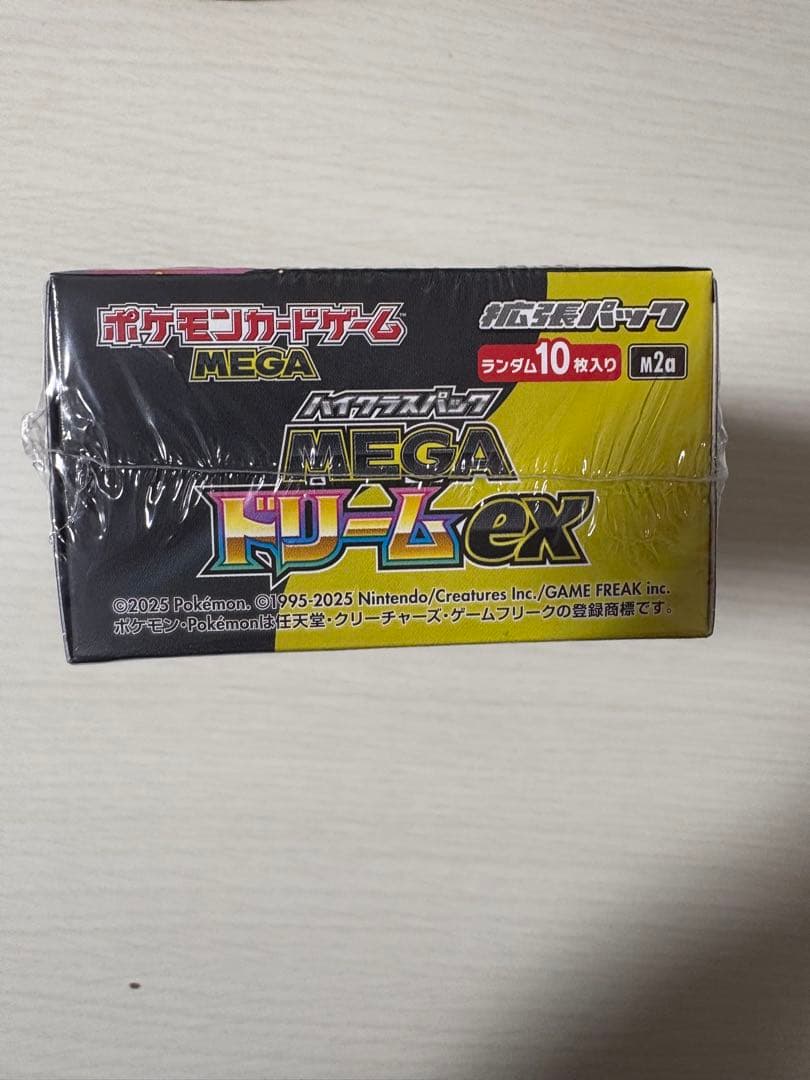 ポケモンカードゲーム
MEGA
拡張パック
ランダム10枚入り M2a
ハイクラスパック
MEGA
ドリームex
©2025 Pokémon. ©1995-2025 Nintendo/Creatures Inc./GAME FREAK inc.
ポケモン・Pokémonは任天堂・クリーチャーズ・ゲームフリークの登録商標です。